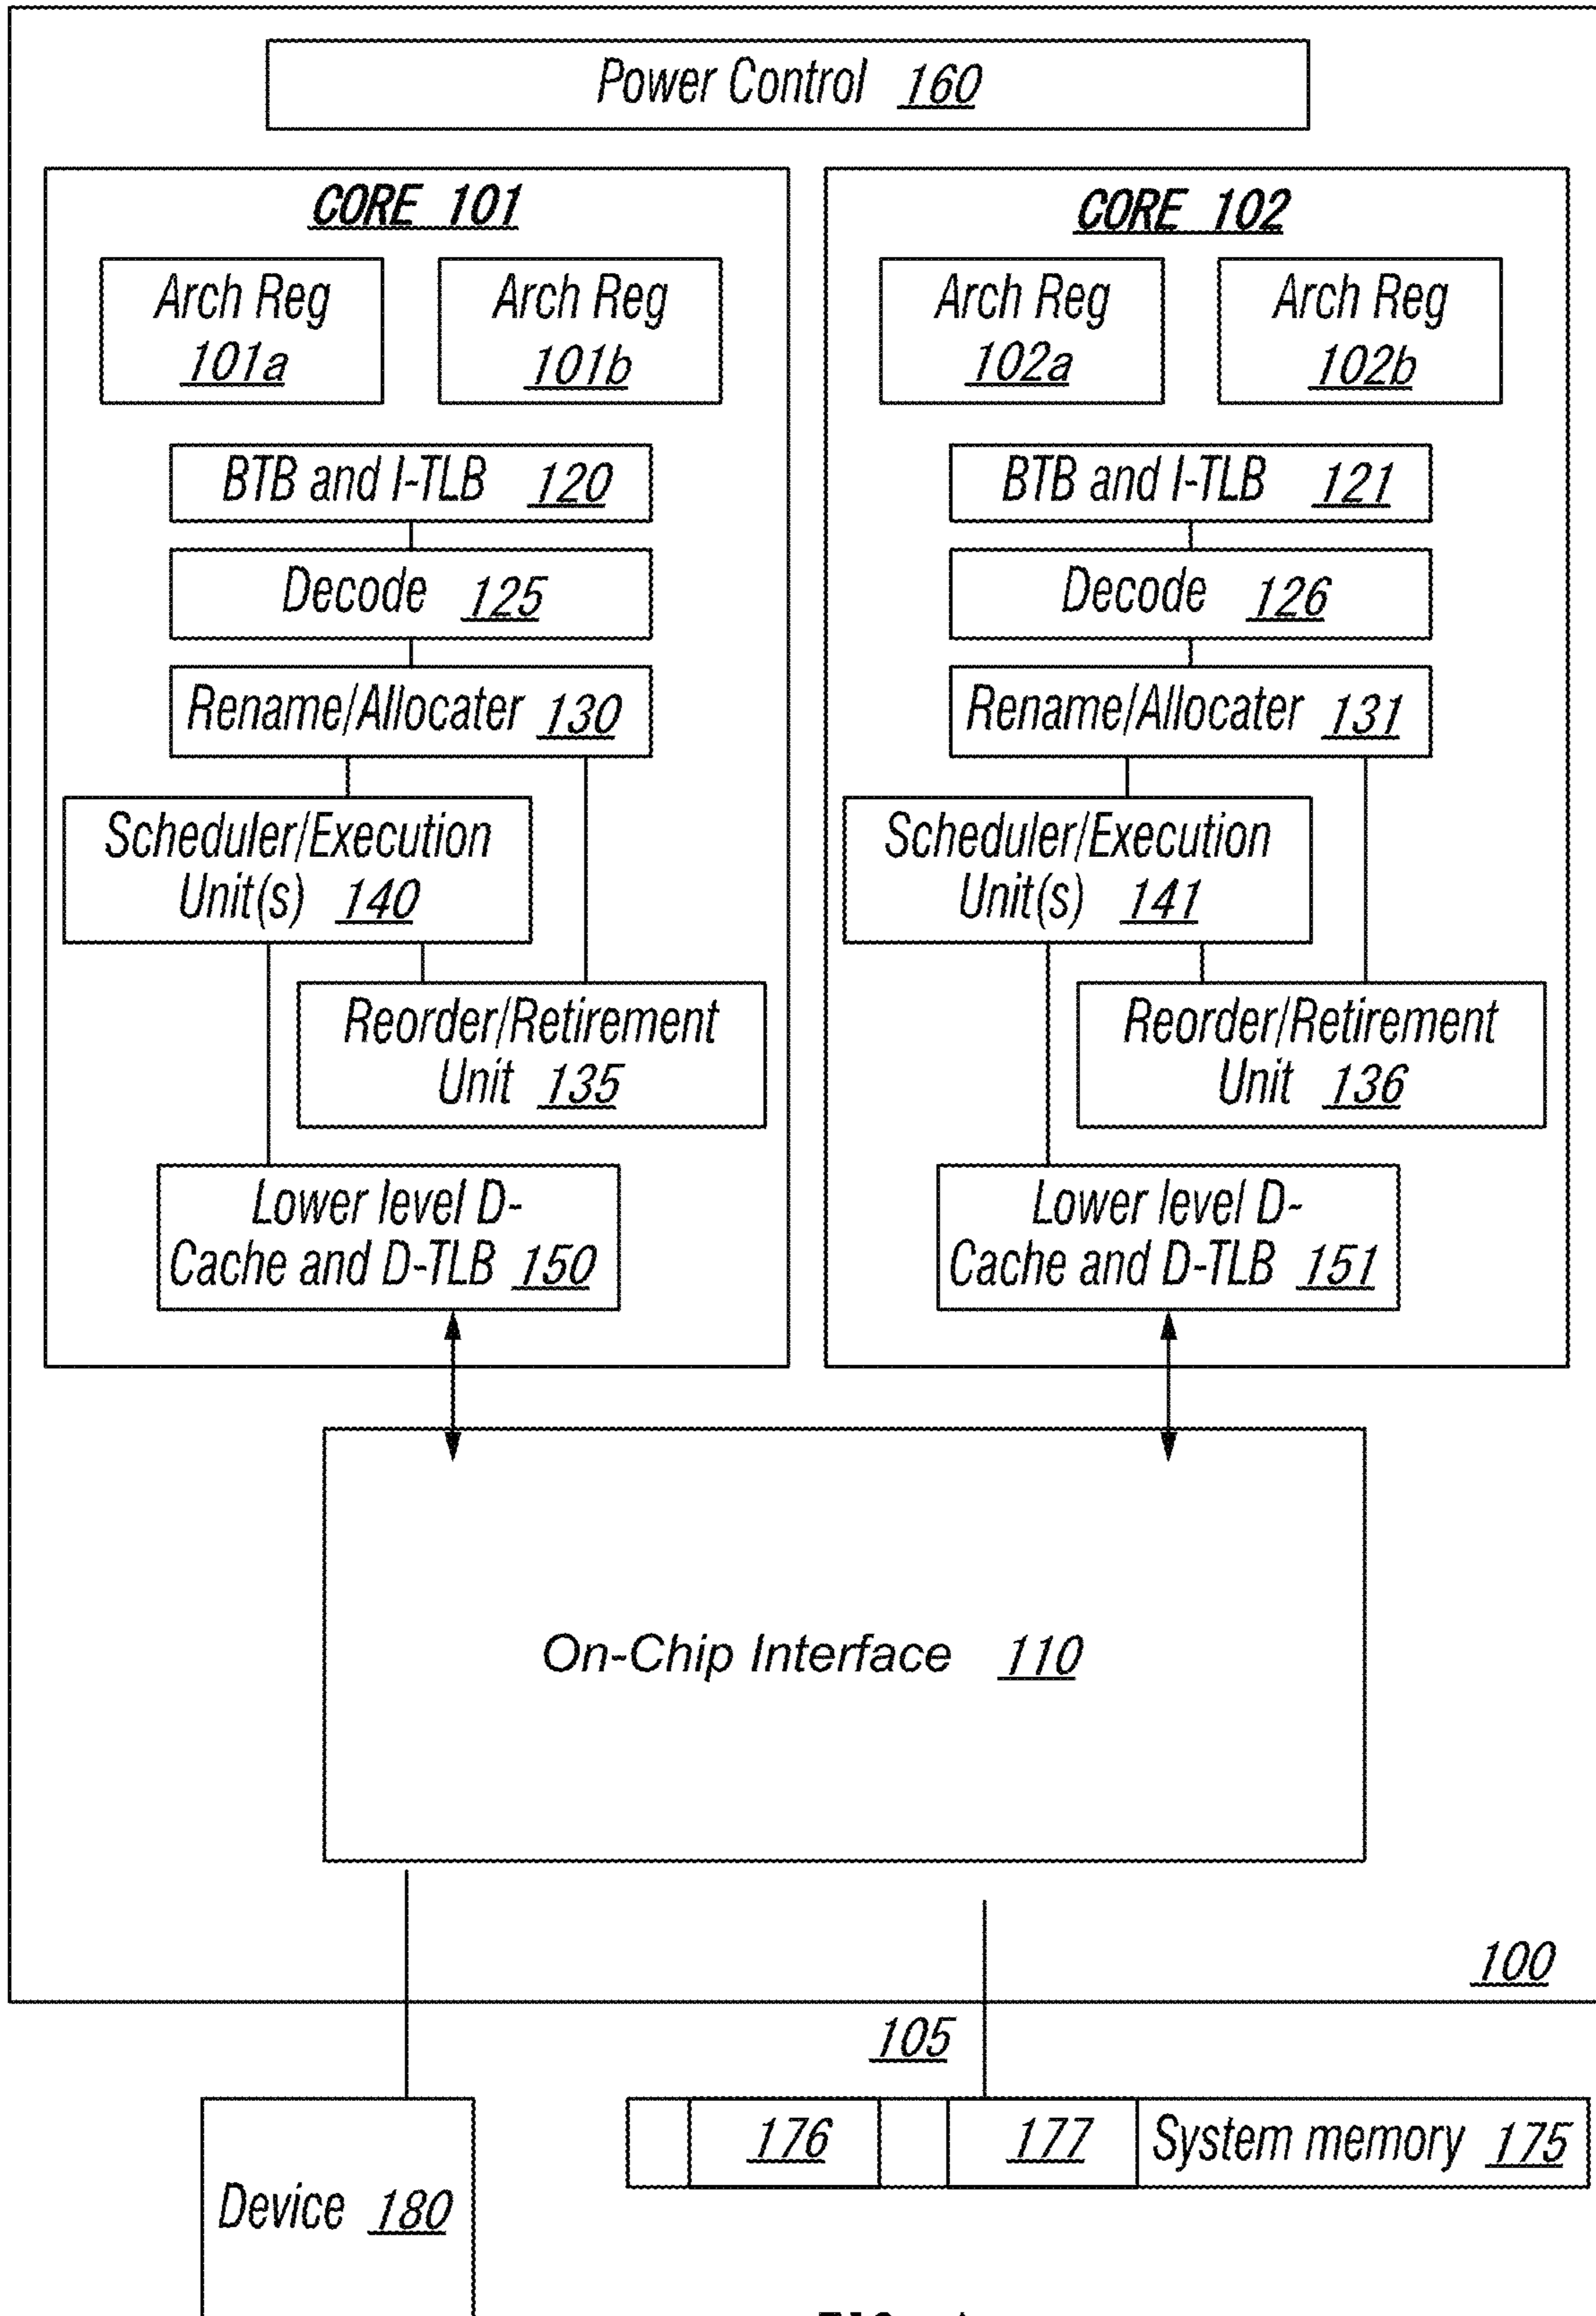 Power Control 160
CORE 101
Arch Reg
101a
Arch Reg
101b
BTB and I-TLB 120
Decode 125
Rename/Allocater 130
Scheduler/Execution
Unit(s) 140
Reorder/Retirement
Unit 135
Lower level D-
Cache and D-TLB 150
CORE 102
Arch Reg
102a
Arch Reg
102b
BTB and I-TLB 121
Decode 126
Rename/Allocater 131
Scheduler/Execution
Unit(s) 141
Reorder/Retirement
Unit 136
Lower level D-
Cache and D-TLB 151
On-Chip Interface 110
100
105
176
177
System memory 175
Device 180